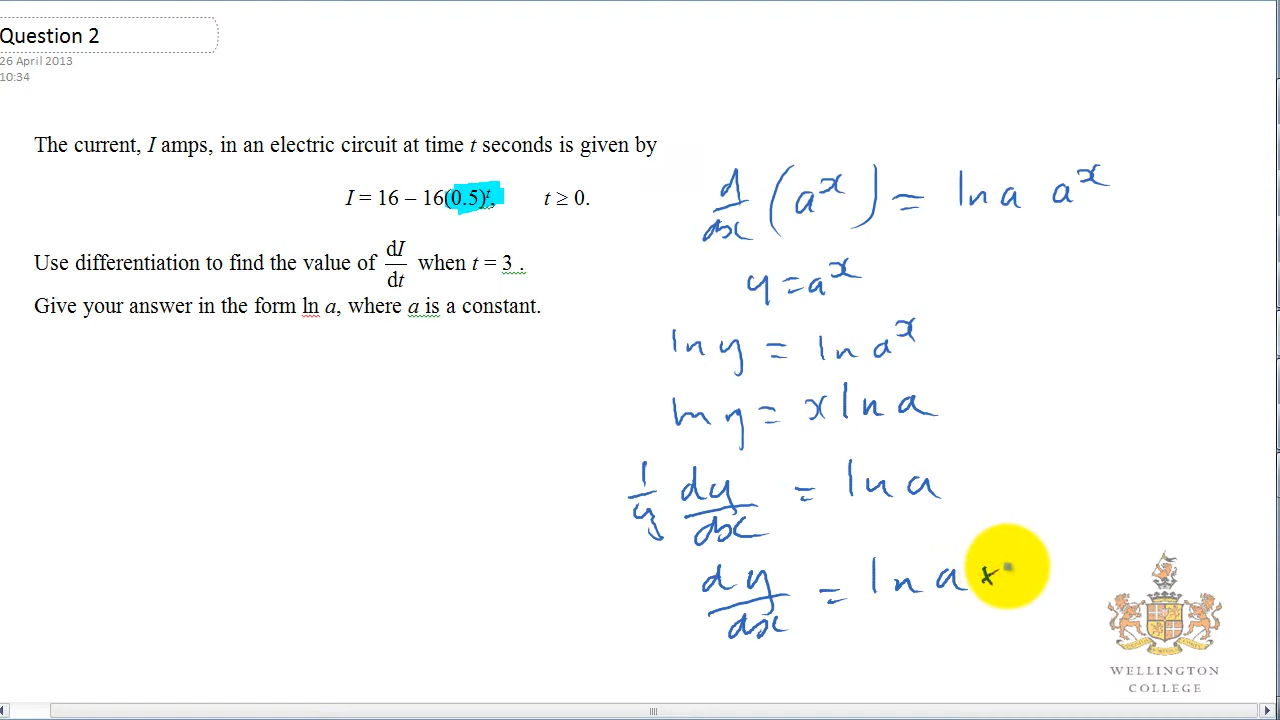 Question 2
26 April 2013
10:34
The current, I amps, in an electric circuit at time t seconds is given by
I = 16 – 16(0.5)ᵗ, t ≥ 0.
Use differentiation to find the value of dI/dt when t = 3 .
Give your answer in the form ln a, where a is a constant.
d/dx (aˣ) = ln a aˣ
y = aˣ
ln y = ln aˣ
ln y = x ln a
1/y dy/dx = ln a
dy/dx = ln a ×
WELLINGTON
COLLEGE